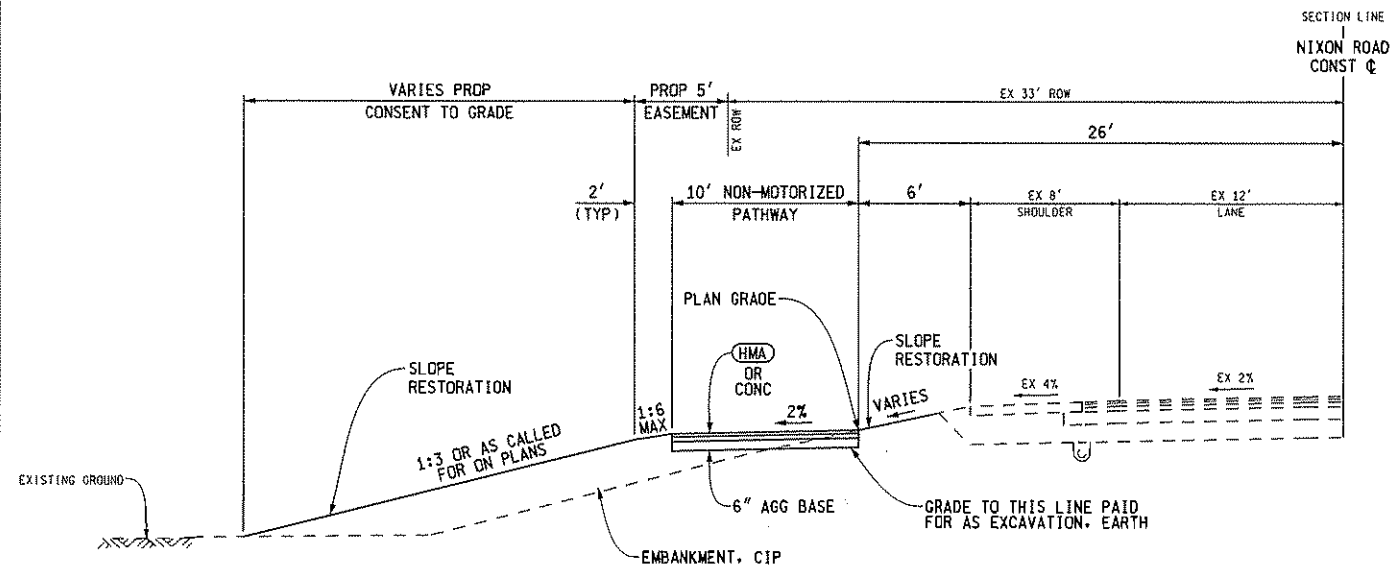 SECTION LINE
NIXON ROAD
CONST ℄
VARIES PROP
CONSENT TO GRADE
PROP 5'
EASEMENT
EX ROW
EX 33' ROW
26'
2'
(TYP)
10' NON-MOTORIZED
PATHWAY
6'
EX 8'
SHOULDER
EX 12'
LANE
PLAN GRADE
SLOPE
RESTORATION
HMA
OR
CONC
SLOPE
RESTORATION
EX 4%
EX 2%
VARIES
2%
1:6
MAX
1:3 OR AS CALLED
FOR ON PLANS
EXISTING GROUND
6" AGG BASE
GRADE TO THIS LINE PAID
FOR AS EXCAVATION, EARTH
EMBANKMENT, CIP